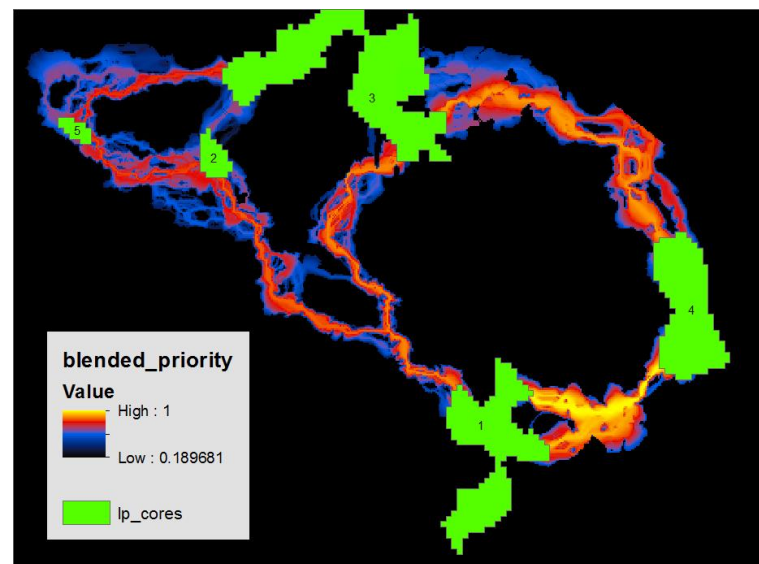 5
2
3
4
1
blended_priority
Value
High : 1
Low : 0.189681
lp_cores